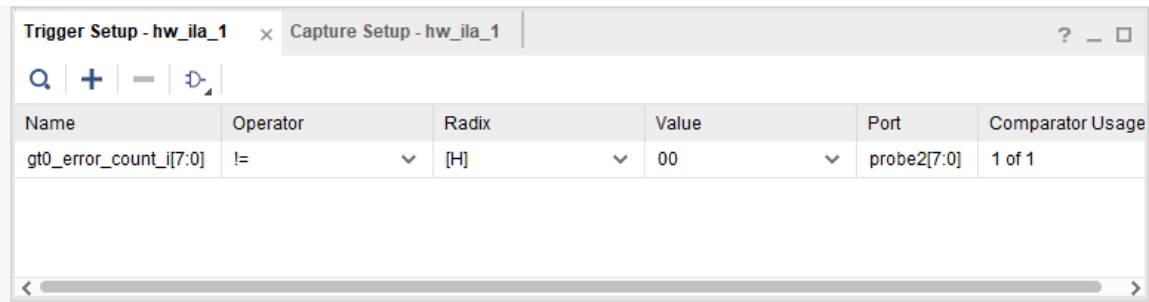 Trigger Setup - hw_ila_1 × Capture Setup - hw_ila_1 ? _ □
Name Operator Radix Value Port Comparator Usage
gt0_error_count_i[7:0] != [H] 00 probe2[7:0] 1 of 1